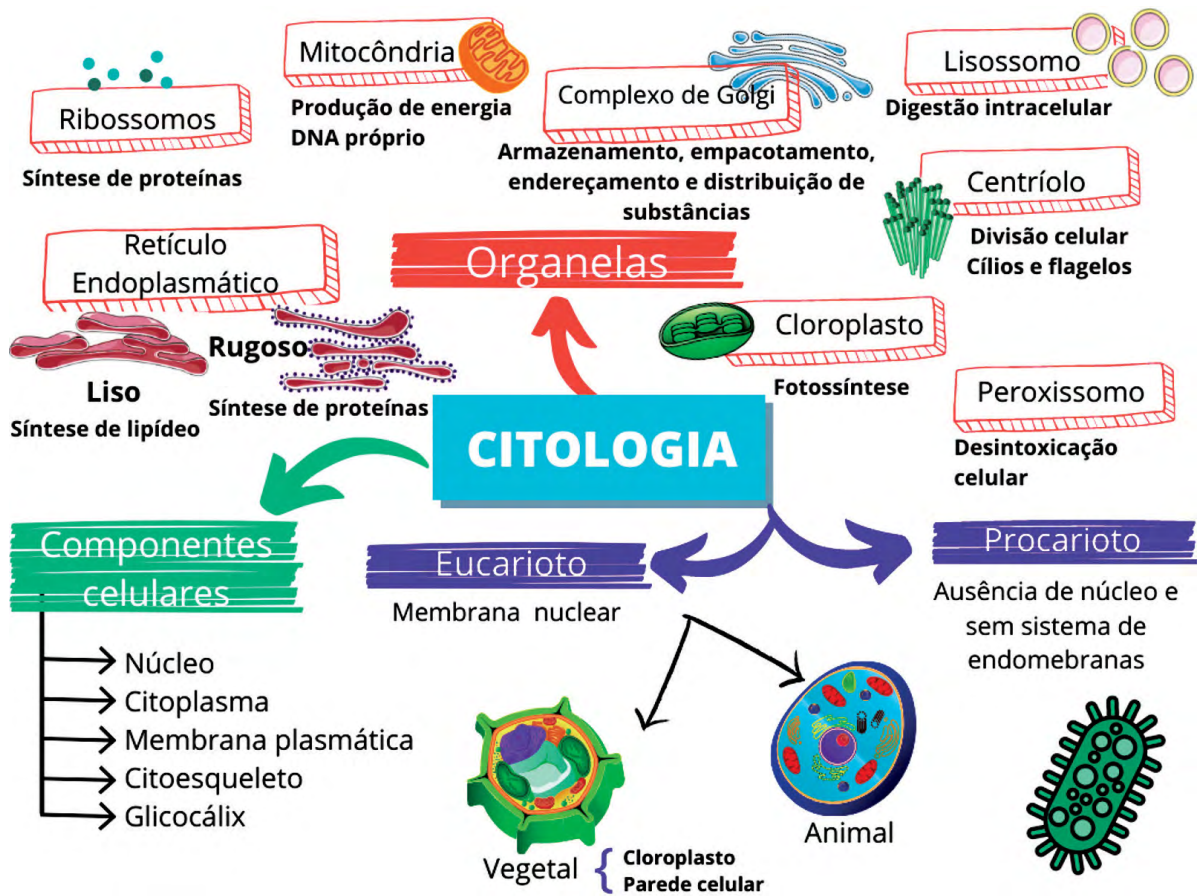 Ribossomos
Síntese de proteínas
Mitocôndria
Produção de energia
DNA próprio
Complexo de Golgi
Armazenamento, empacotamento,
endereçamento e distribuição de
substâncias
Lisossomo
Digestão intracelular
Centríolo
Divisão celular
Cílios e flagelos
Retículo
Endoplasmático
Liso
Síntese de lipídeo
Rugoso
Síntese de proteínas
Organelas
Cloroplasto
Fotossíntese
Peroxissomo
Desintoxicação
celular
CITOLOGIA
Componentes
celulares
Núcleo
Citoplasma
Membrana plasmática
Citoesqueleto
Glicocálix
Eucarioto
Membrana nuclear
Vegetal
Cloroplasto
Parede celular
Animal
Procarioto
Ausência de núcleo e
sem sistema de
endomebranas